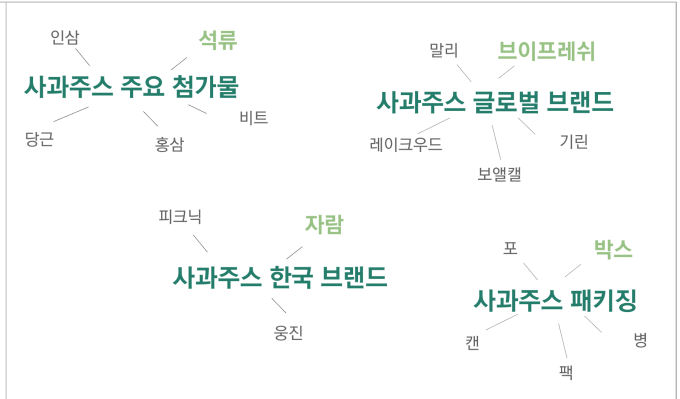 인삼
석류
사과주스 주요 첨가물
당근
홍삼
비트
말리
브이프레쉬
사과주스 글로벌 브랜드
레이크우드
보앨캘
기린
피크닉
자람
사과주스 한국 브랜드
웅진
포
박스
사과주스 패키징
캔
팩
병